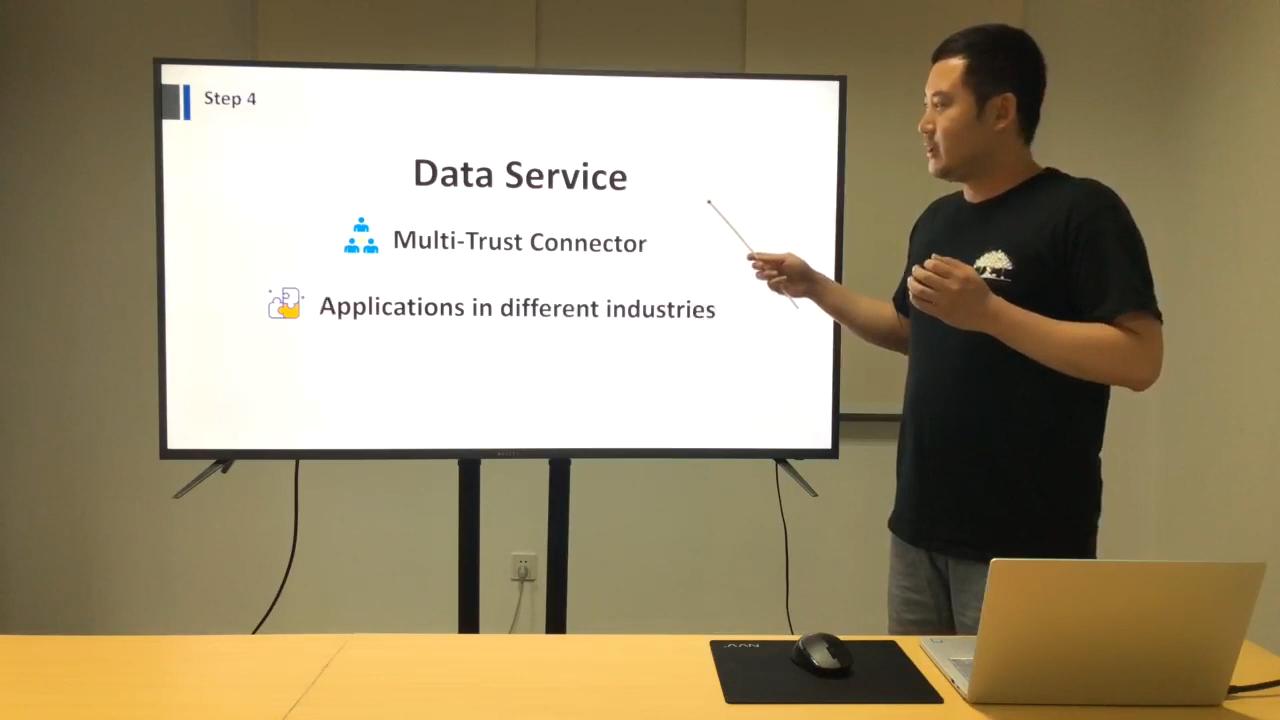 Step 4
Data Service
Multi-Trust Connector
Applications in different industries